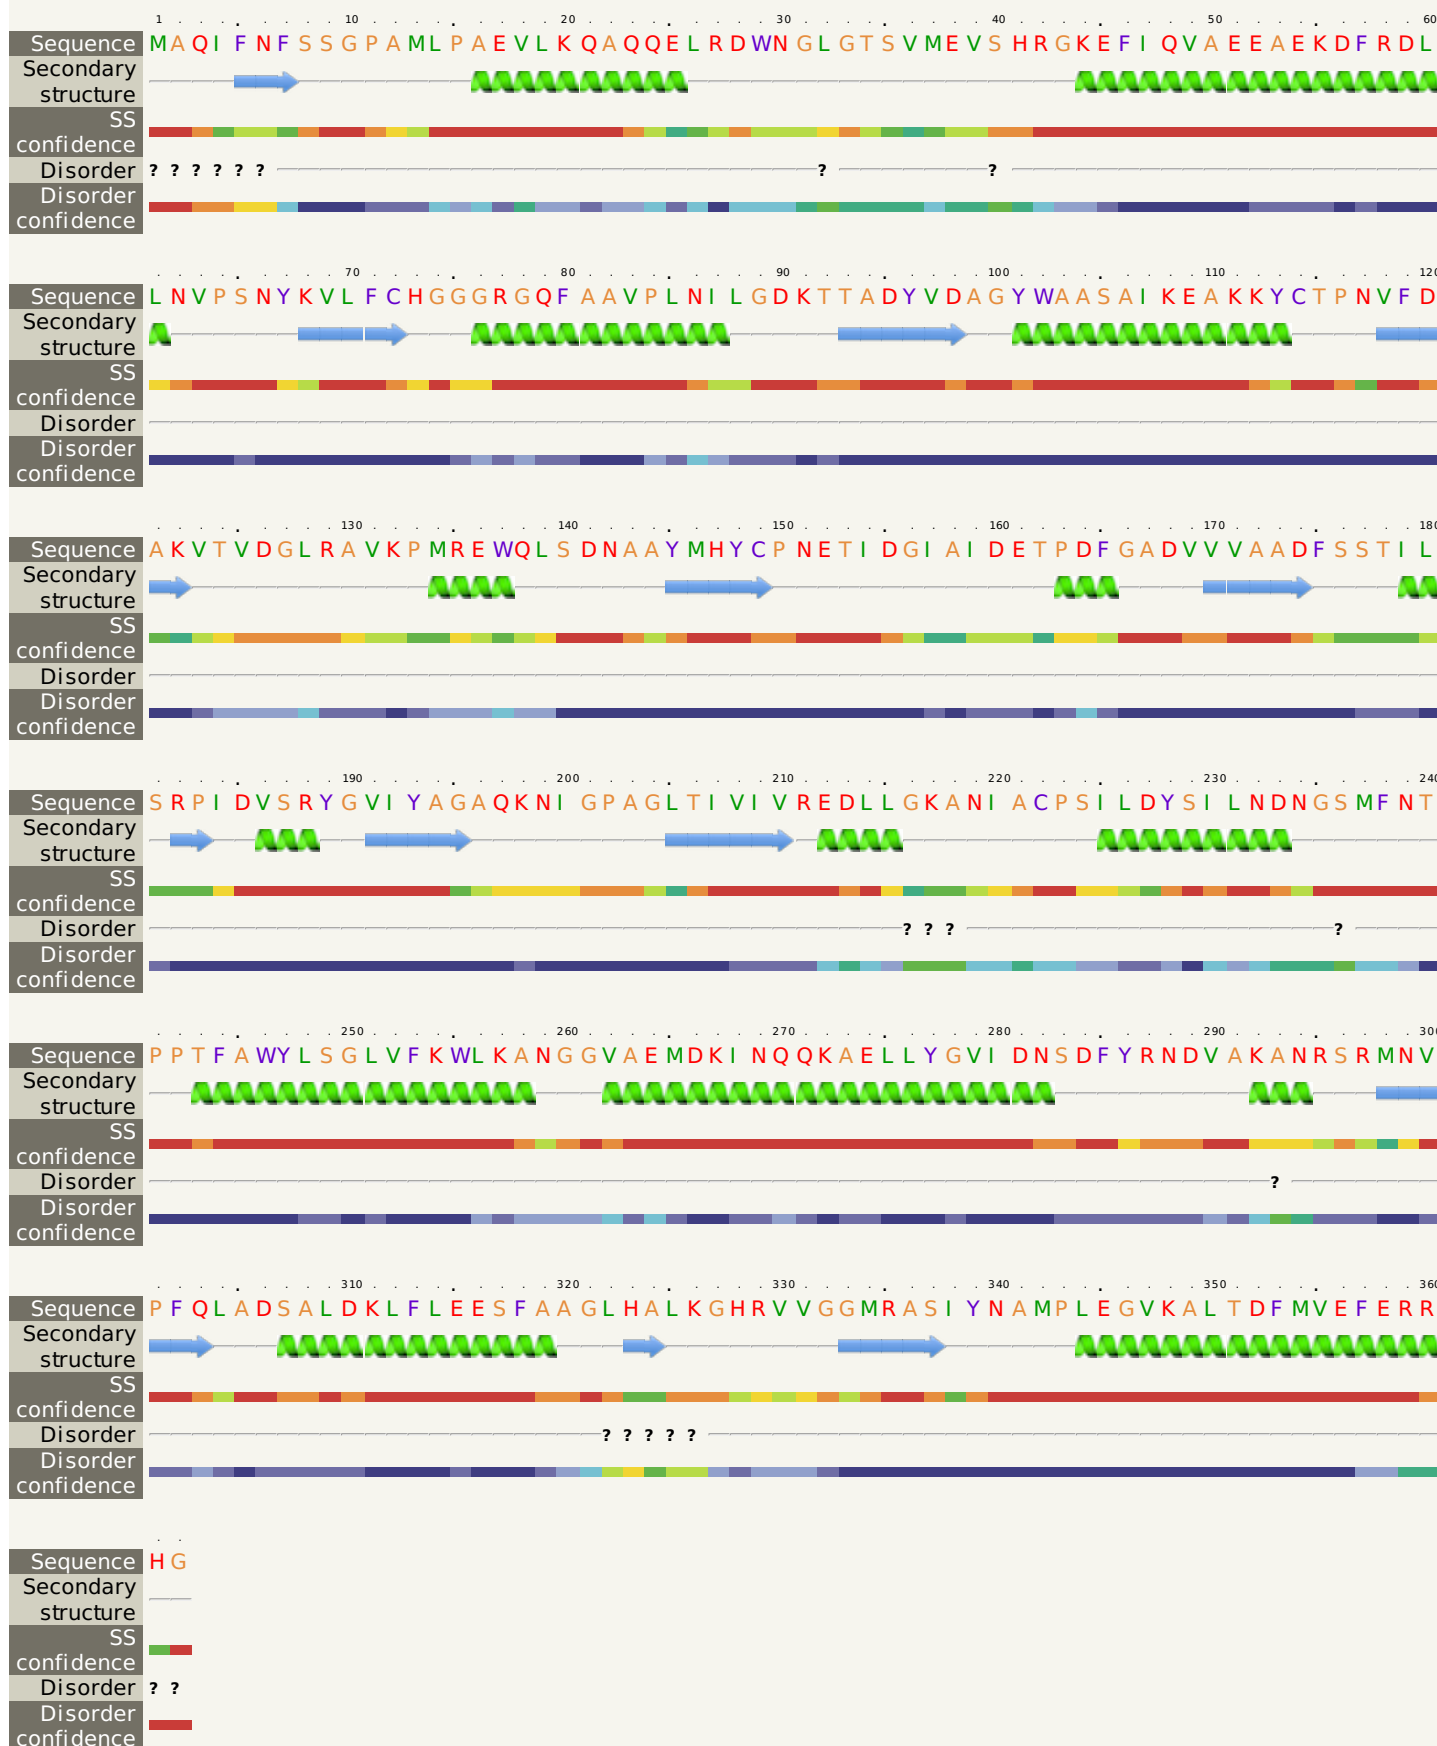 1 . . . . . . 10 . . . . . . 20 . . . . . . 30 . . . . . . 40 . . . . . . 50 . . . . . . 60
Sequence MAQIFNFSSGPAMLPAEVLKQAQQELRDWNGLGTSVMEVSHRGKEFIQVAEEAEKDFRDL
Secondary
structure
SS
confidence
Disorder ? ? ? ? ? ? ? ?
Disorder
confidence
70 80 90 100 110 120
Sequence LNVPSNYKVLFCHGGGRGQFAAVPLNILGDKTTADYVDAGYWAASAIKEAKKYCTPNVFD
Secondary
structure
SS
confidence
Disorder
Disorder
confidence
130 140 150 160 170 180
Sequence AKVTVDGLRAVKPMREWQLSDNAAYMHYCPNETIDGIAIDETPDFGADVVVAADFSSTIL
Secondary
structure
SS
confidence
Disorder
Disorder
confidence
190 200 210 220 230 240
Sequence SRPIDVSRYGVIYAGAQKNIGPAGLTIVIVREDLLGKANIACPSILDYSILNDNGSMFNT
Secondary
structure
SS
confidence
Disorder ? ? ? ?
Disorder
confidence
250 260 270 280 290 300
Sequence PPTFAWYLSGLVFKWLKANGGVAEMDKINQQKAELLYGVIDNSDFYRNDVAKANRSRMNV
Secondary
structure
SS
confidence
Disorder ?
Disorder
confidence
310 320 330 340 350 360
Sequence PFQLADSALDKLFLEESFAAGLHALKGHRVVGGMRASIYNAMPLEGVKALTDFMVEFERR
Secondary
structure
SS
confidence
Disorder ? ? ? ? ?
Disorder
confidence
Sequence HG
Secondary
structure
SS
confidence
Disorder ? ?
Disorder
confidence